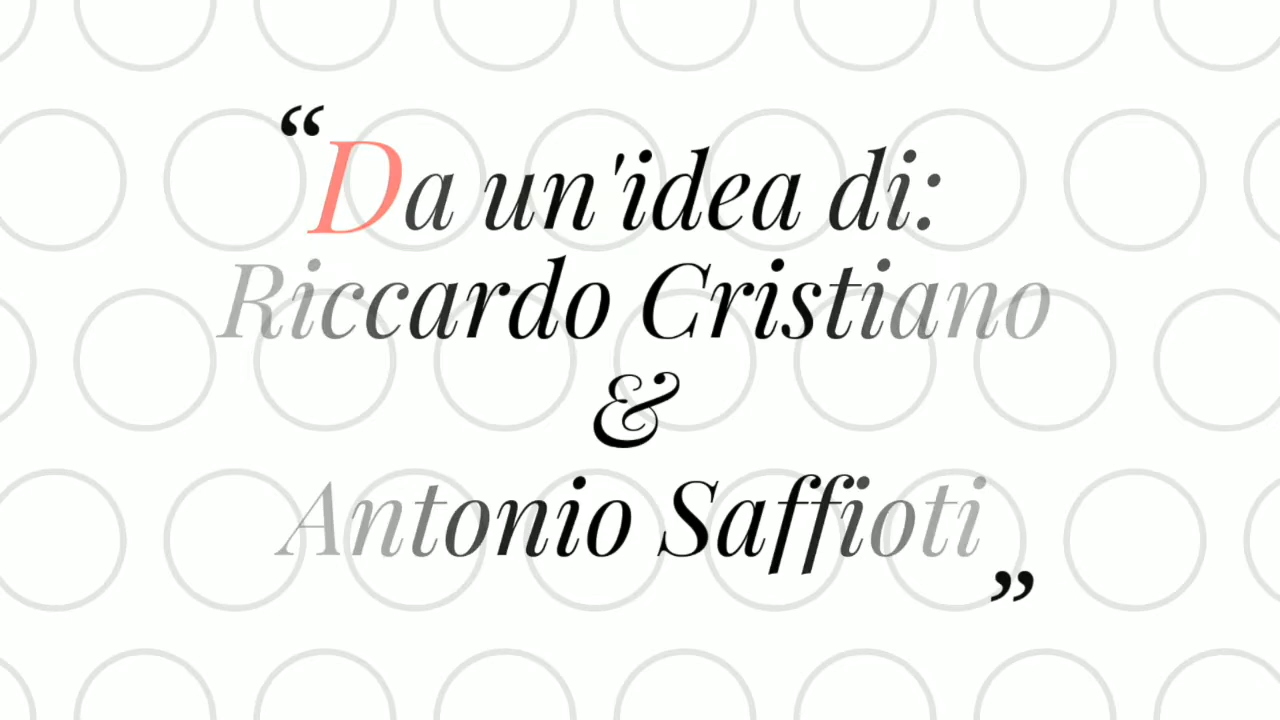 “Da un'idea di:
Riccardo Cristiano
&
Antonio Saffioti”